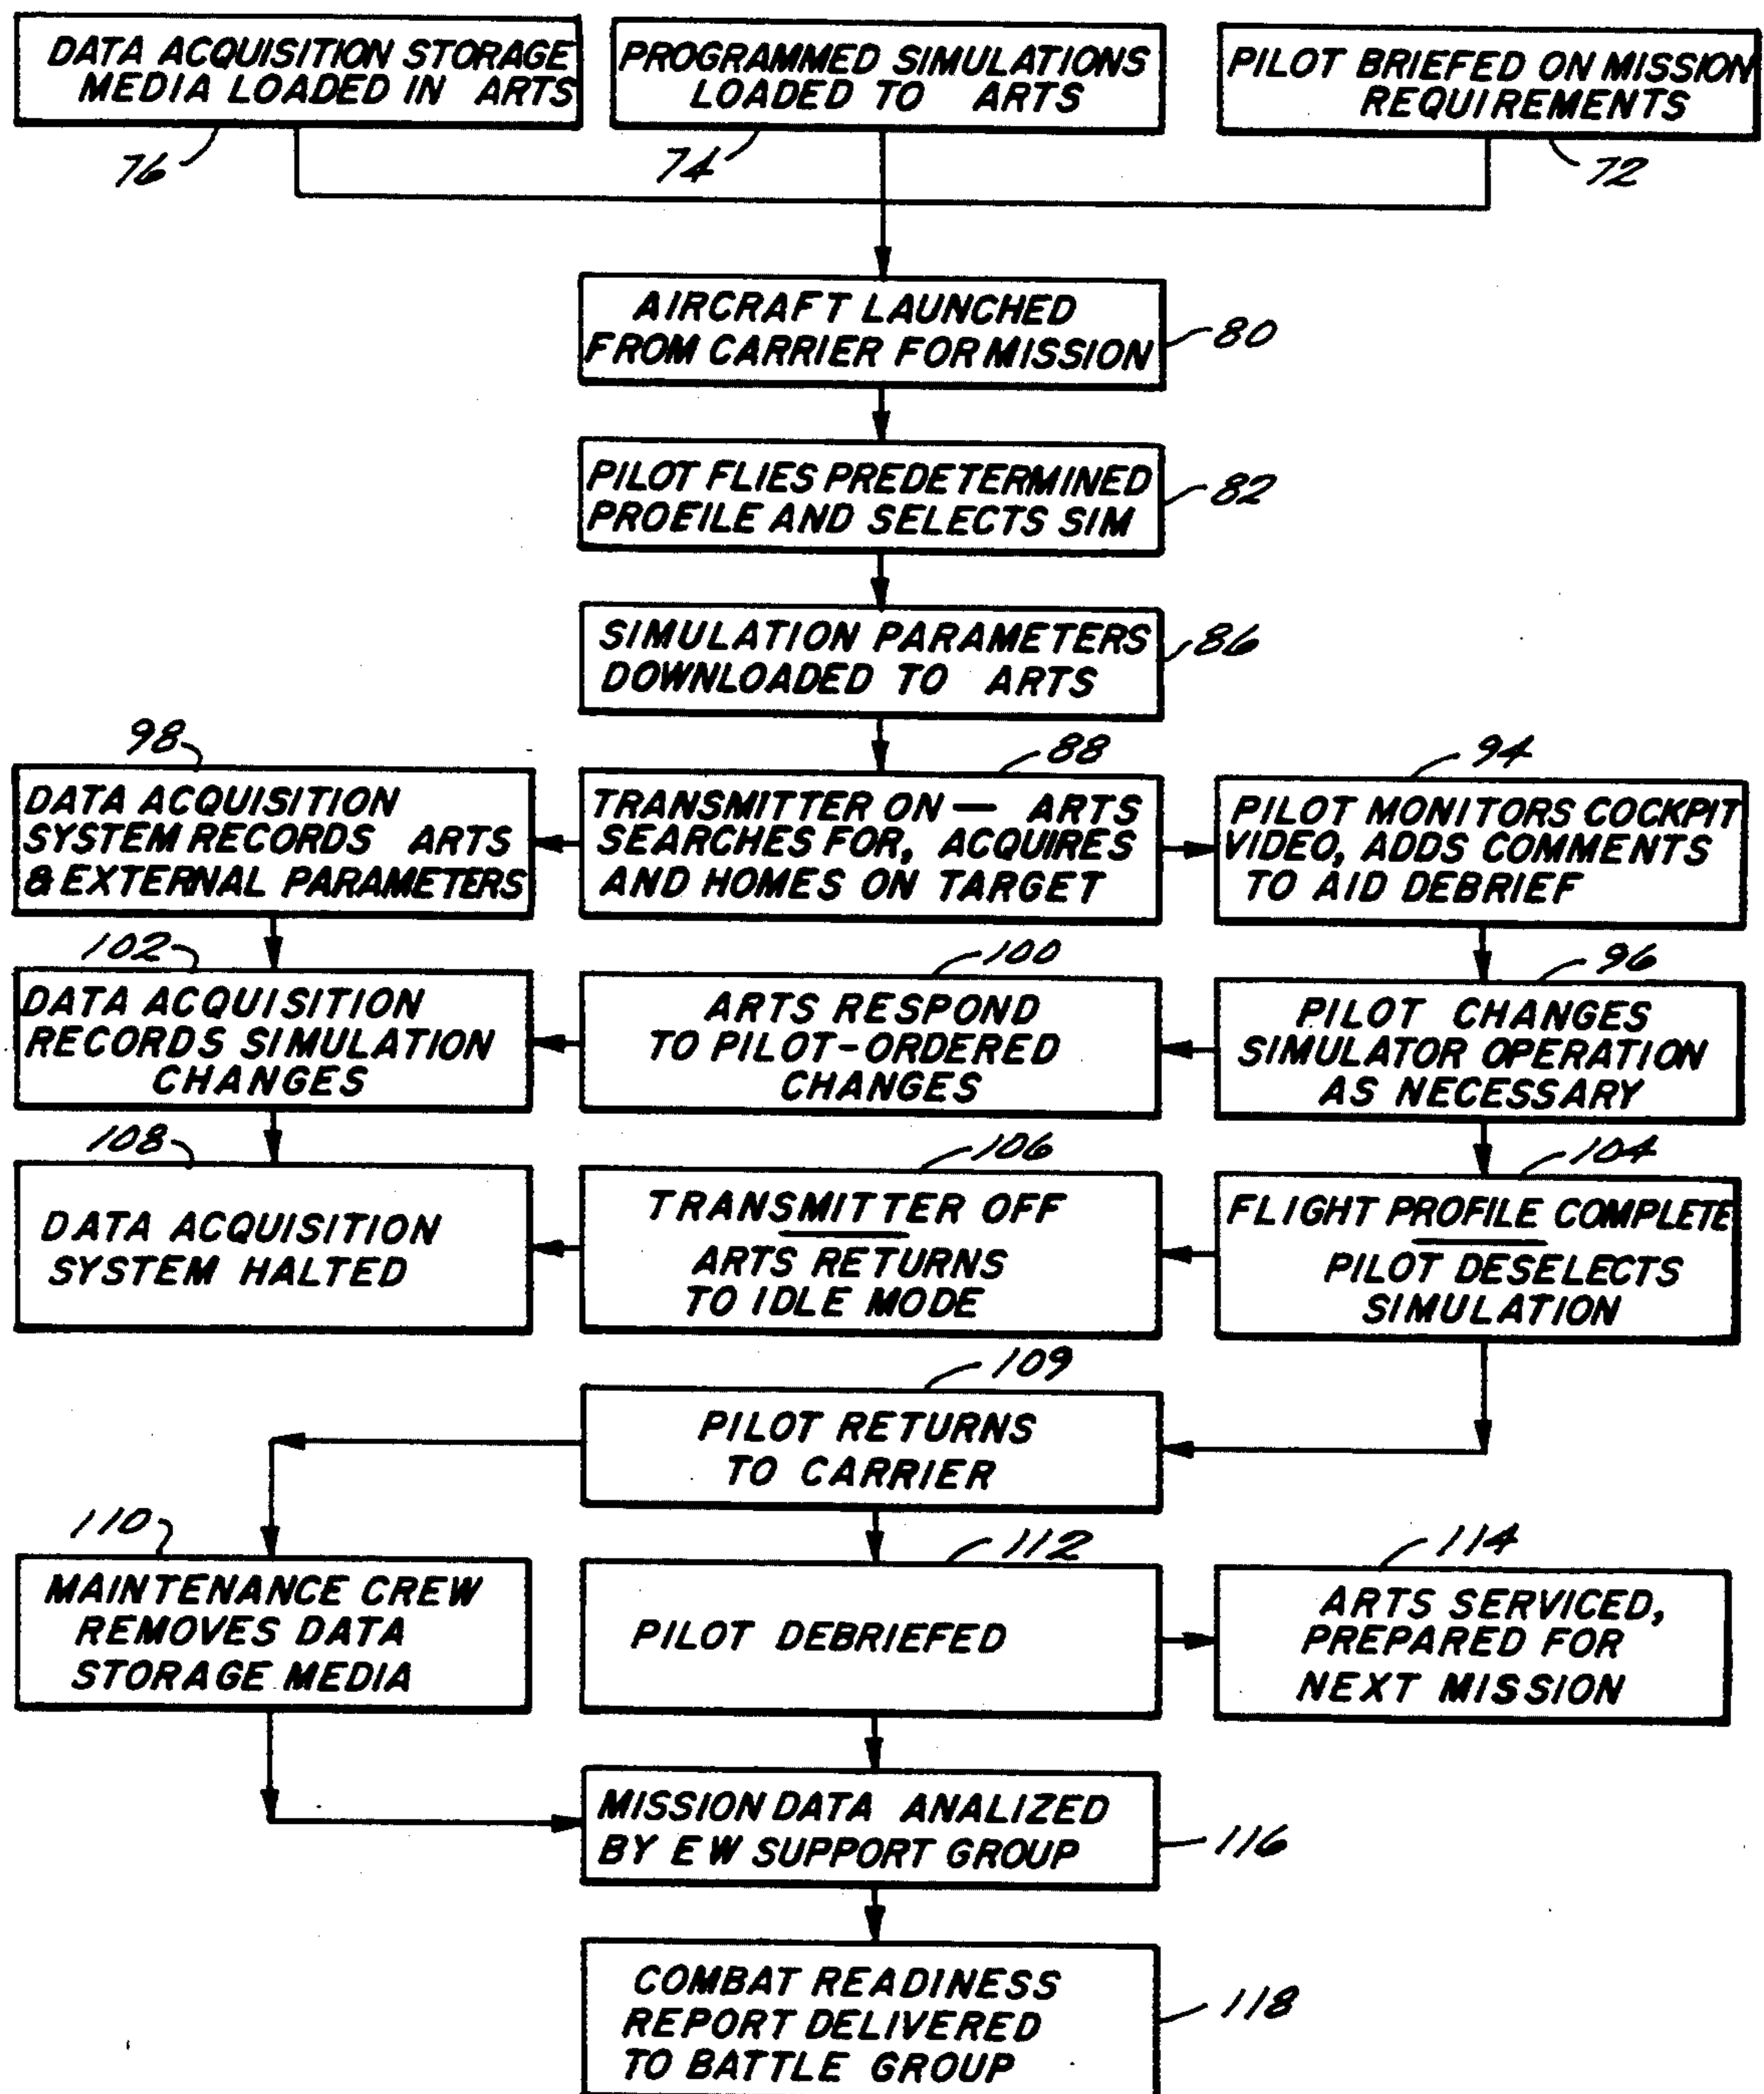 DATA ACQUISITION STORAGE
MEDIA LOADED IN ARTS
76
PROGRAMMED SIMULATIONS
LOADED TO ARTS
74
PILOT BRIEFED ON MISSION
REQUIREMENTS
72
AIRCRAFT LAUNCHED
FROM CARRIER FOR MISSION
80
PILOT FLIES PREDETERMINED
PROFILE AND SELECTS SIM
82
SIMULATION PARAMETERS
DOWNLOADED TO ARTS
86
98
DATA ACQUISITION
SYSTEM RECORDS ARTS
& EXTERNAL PARAMETERS
88
TRANSMITTER ON — ARTS
SEARCHES FOR, ACQUIRES
AND HOMES ON TARGET
94
PILOT MONITORS COCKPIT
VIDEO, ADDS COMMENTS
TO AID DEBRIEF
102
DATA ACQUISITION
RECORDS SIMULATION
CHANGES
100
ARTS RESPOND
TO PILOT-ORDERED
CHANGES
96
PILOT CHANGES
SIMULATOR OPERATION
AS NECESSARY
108
DATA ACQUISITION
SYSTEM HALTED
106
TRANSMITTER OFF
ARTS RETURNS
TO IDLE MODE
104
FLIGHT PROFILE COMPLETE
PILOT DESELECTS
SIMULATION
109
PILOT RETURNS
TO CARRIER
110
MAINTENANCE CREW
REMOVES DATA
STORAGE MEDIA
112
PILOT DEBRIEFED
114
ARTS SERVICED,
PREPARED FOR
NEXT MISSION
MISSION DATA ANALIZED
BY EW SUPPORT GROUP
116
COMBAT READINESS
REPORT DELIVERED
TO BATTLE GROUP
118